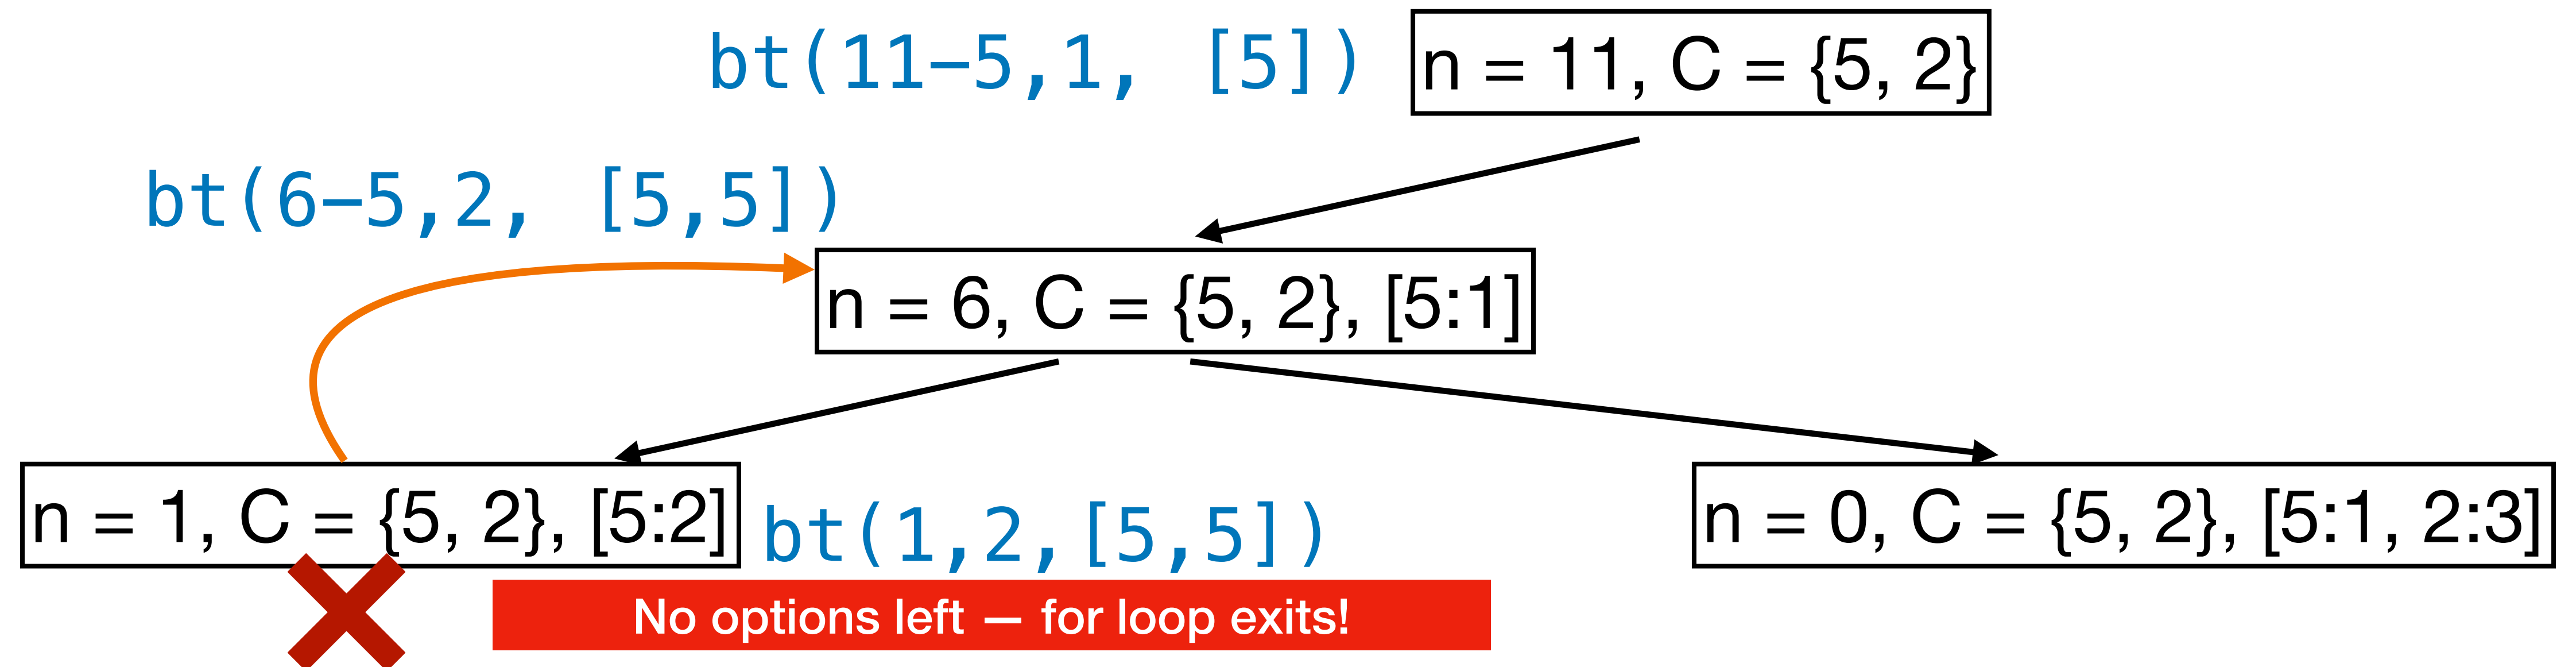 bt(11-5,1, [5])
n = 11, C = {5, 2}
bt(6-5,2, [5,5])
n = 6, C = {5, 2}, [5:1]
n = 1, C = {5, 2}, [5:2]
bt(1,2,[5,5])
n = 0, C = {5, 2}, [5:1, 2:3]
No options left — for loop exits!